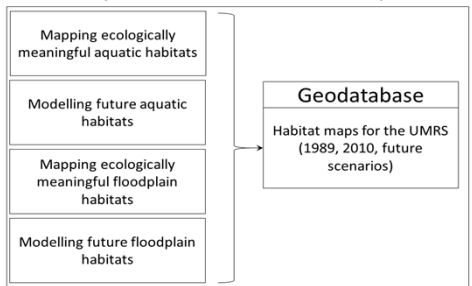 Mapping ecologically
meaningful aquatic habitats
Modelling future aquatic
habitats
Mapping ecologically
meaningful floodplain
habitats
Modelling future floodplain
habitats
Geodatabase
Habitat maps for the UMRS
(1989, 2010, future
scenarios)